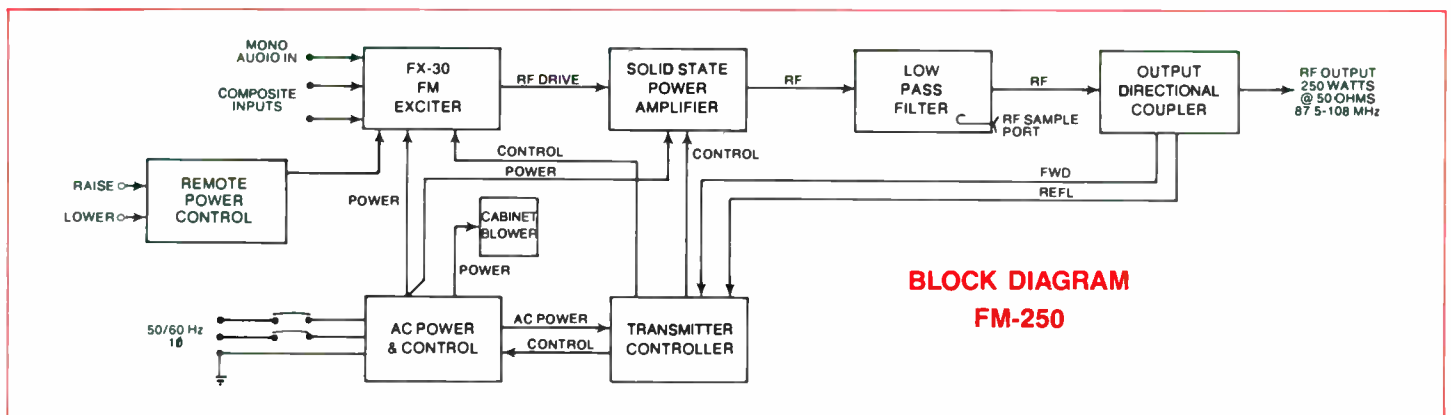 MONO
AUDIO IN
COMPOSITE
INPUTS
FX-30
FM
EXCITER
RF DRIVE
SOLID STATE
POWER
AMPLIFIER
RF
LOW
PASS
FILTER
RF SAMPLE
PORT
RF
OUTPUT
DIRECTIONAL
COUPLER
RF OUTPUT
250 WATTS
@ 50 OHMS
87 5-108 MHz
RAISE
LOWER
REMOTE
POWER
CONTROL
CONTROL
POWER
POWER
CONTROL
FWD
REFL
CABINET
BLOWER
POWER
50/60 Hz
1ø
AC POWER
& CONTROL
AC POWER
CONTROL
TRANSMITTER
CONTROLLER
BLOCK DIAGRAM
FM-250